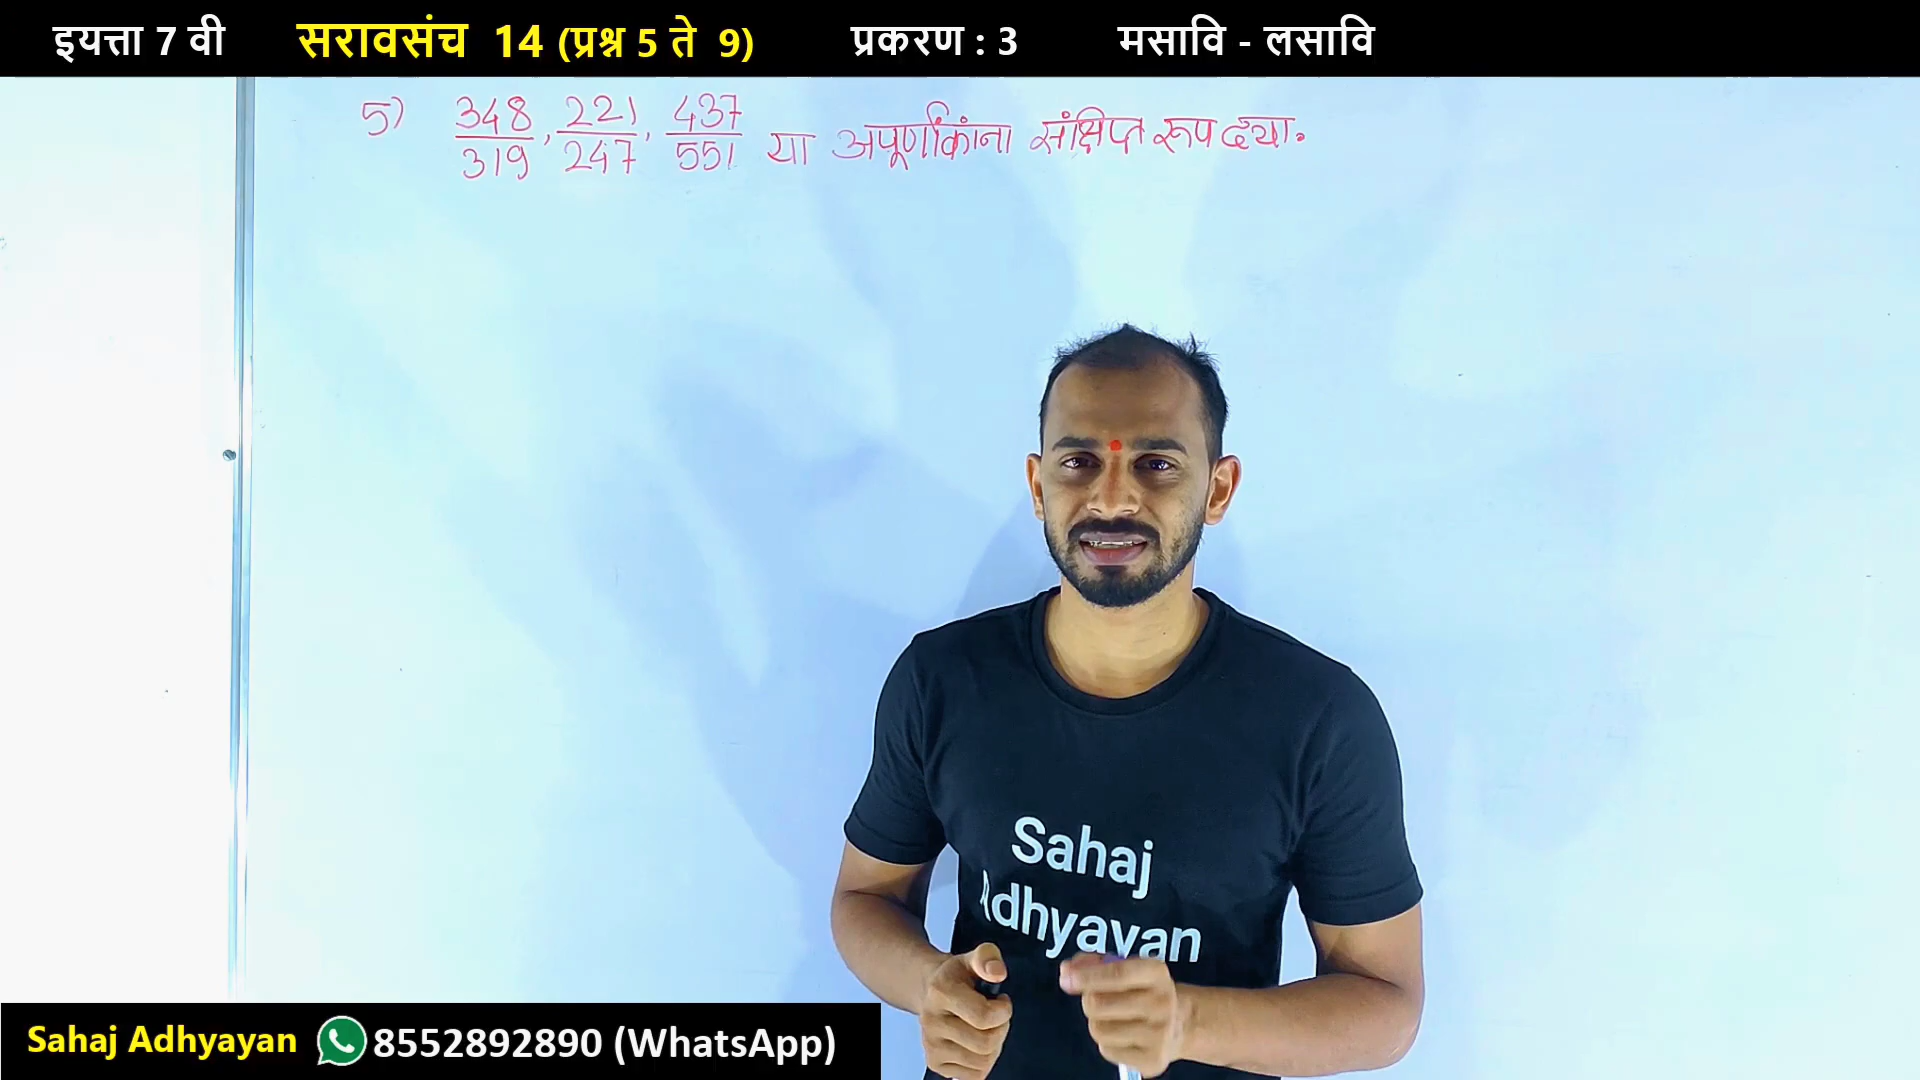 इयत्ता 7 वी सरावसंच 14 (प्रश्न 5 ते 9) प्रकरण : 3 मसावि - लसावि
5) 348/319, 221/247, 437/551 या अपूर्णांकांना संक्षिप्त रूप द्या.
Sahaj
Adhyayan
Sahaj Adhyayan 8552892890 (WhatsApp)